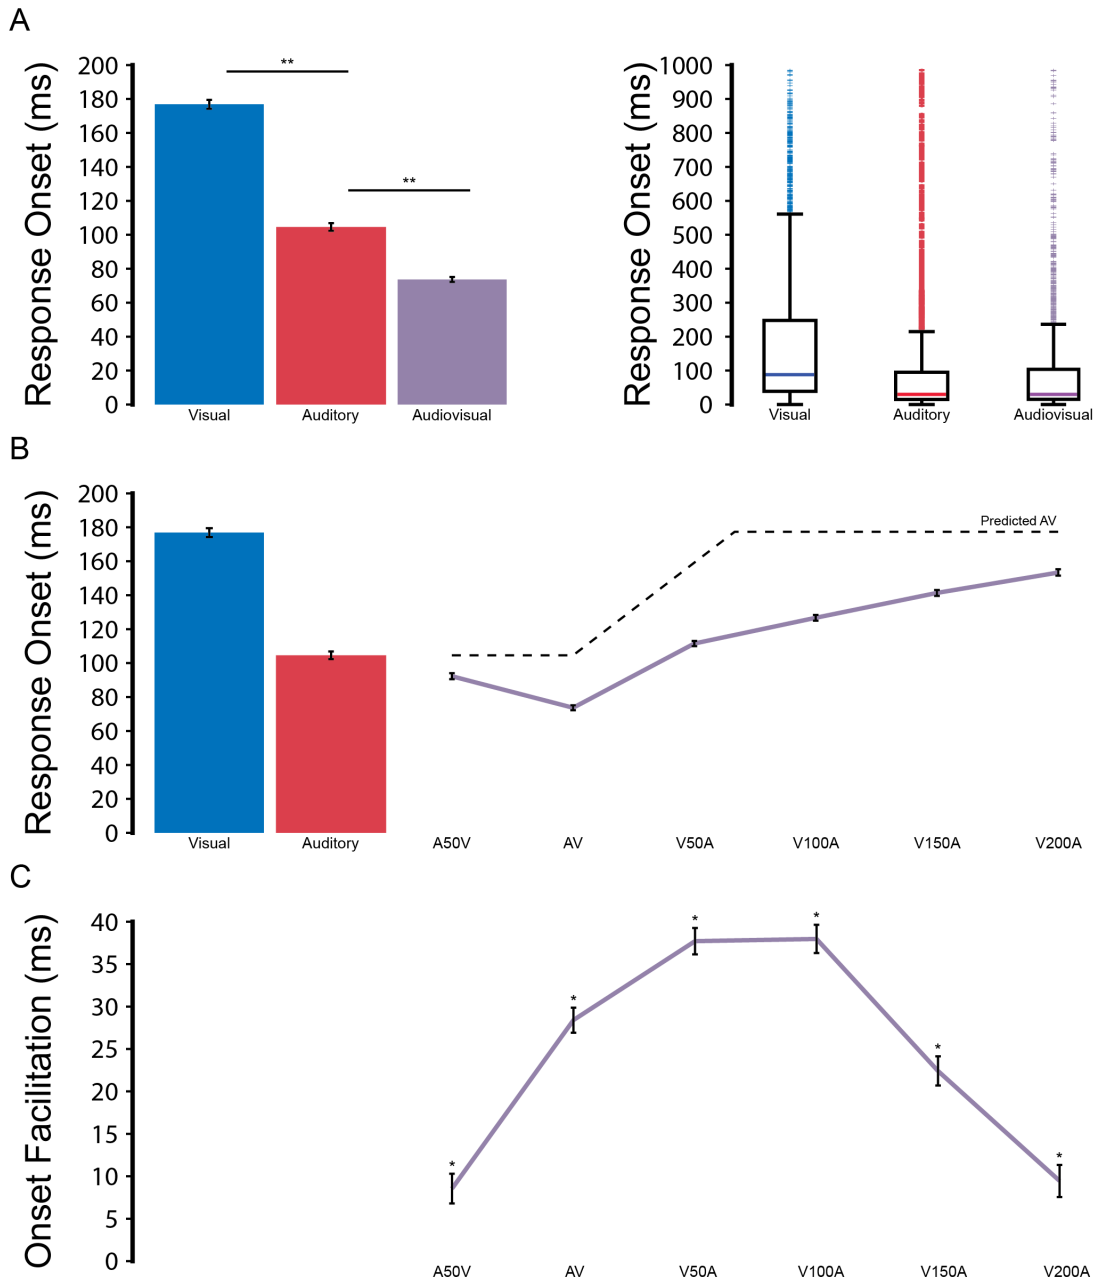 A
Response Onset (ms)
200
180
160
140
120
100
80
60
40
20
0
**
**
Visual
Auditory
Audiovisual
Response Onset (ms)
1000
900
800
700
600
500
400
300
200
100
0
Visual
Auditory
Audiovisual
B
Response Onset (ms)
200
180
160
140
120
100
80
60
40
20
0
Predicted AV
Visual
Auditory
A50V
AV
V50A
V100A
V150A
V200A
C
Onset Facilitation (ms)
40
35
30
25
20
15
10
5
0
*
*
*
*
*
*
A50V
AV
V50A
V100A
V150A
V200A